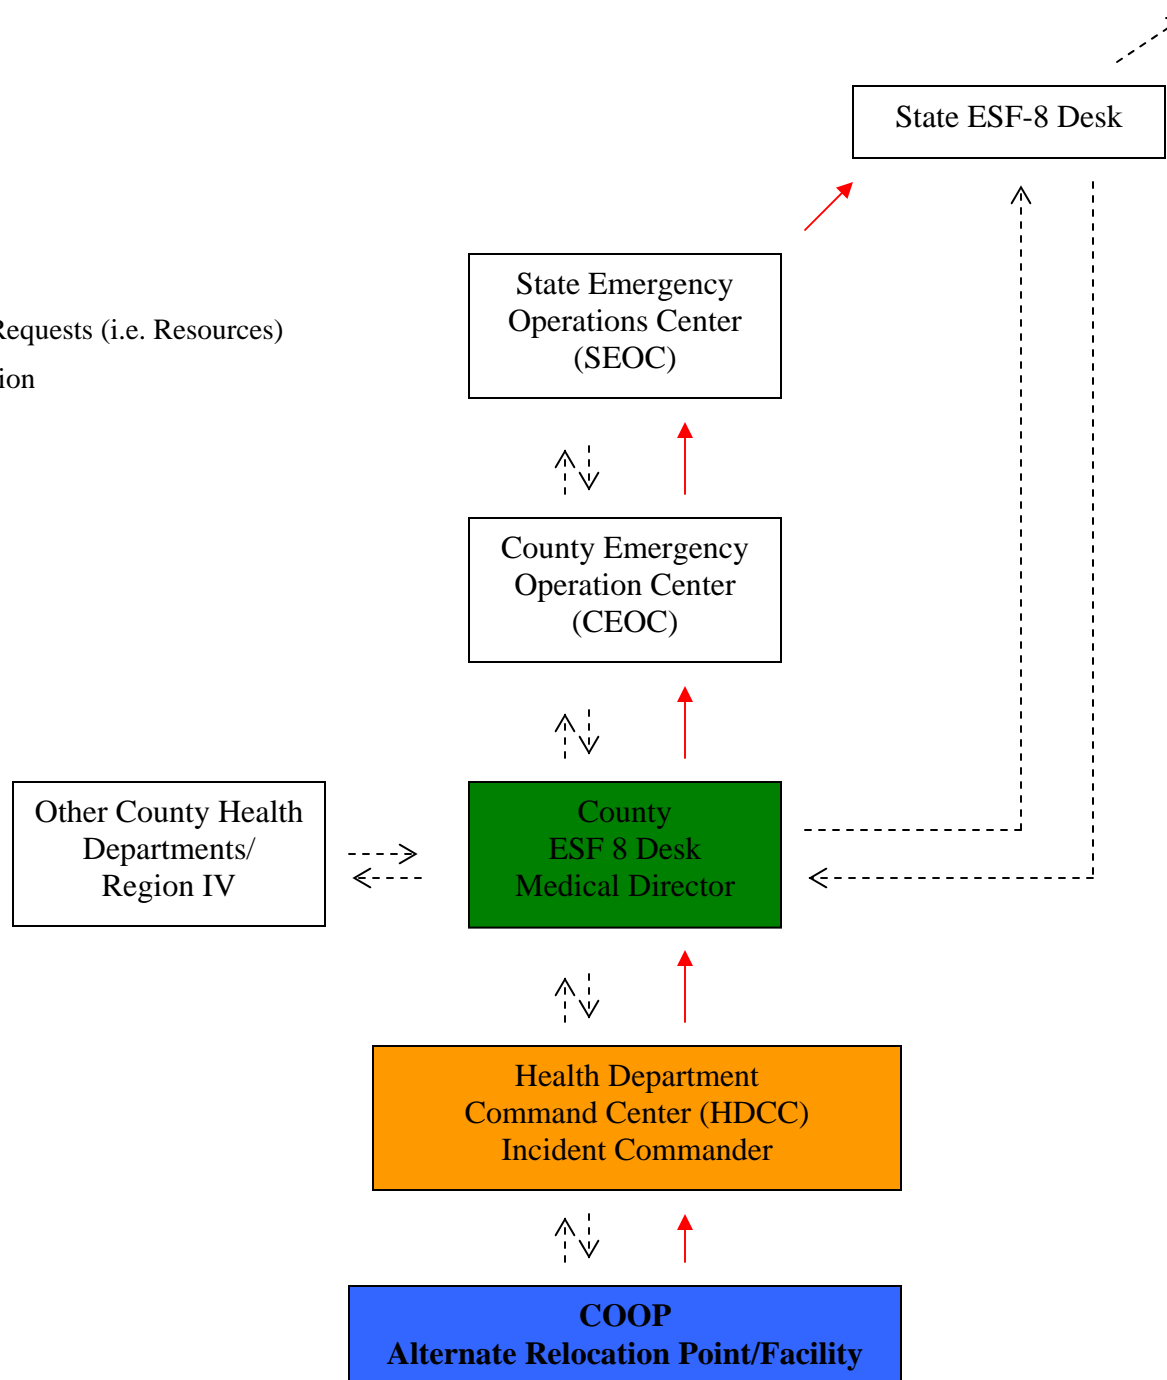 State ESF-8 Desk
State Emergency
Operations Center
(SEOC)
Requests (i.e. Resources)
County Emergency
Operation Center
(CEOC)
Other County Health
Departments/
Region IV
County
ESF 8 Desk
Medical Director
Health Department
Command Center (HDCC)
Incident Commander
COOP
Alternate Relocation Point/Facility